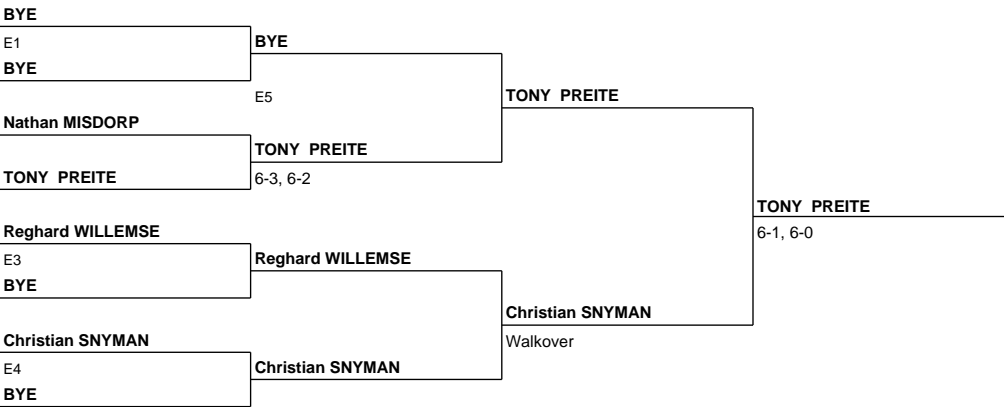 BYE
E1
BYE
BYE
E5
TONY PREITE
Nathan MISDORP
TONY PREITE
TONY PREITE
6-3, 6-2
TONY PREITE
Reghard WILLEMSE
6-1, 6-0
E3
Reghard WILLEMSE
BYE
Christian SNYMAN
Christian SNYMAN
Walkover
E4
Christian SNYMAN
BYE